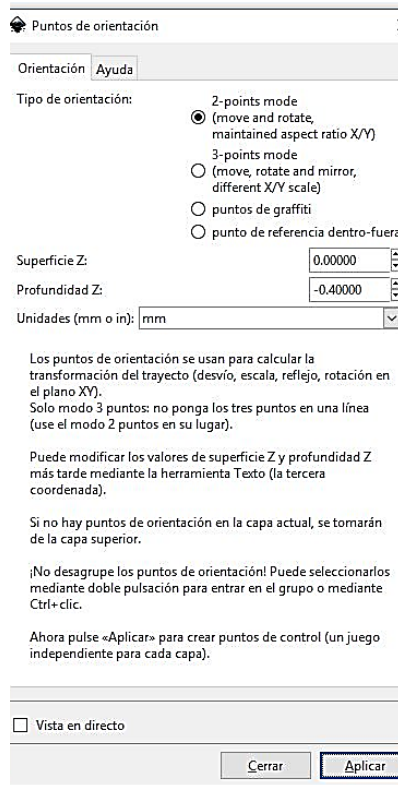 Puntos de orientación
Orientación Ayuda
Tipo de orientación:
2-points mode
(move and rotate,
maintained aspect ratio X/Y)
3-points mode
(move, rotate and mirror,
different X/Y scale)
puntos de graffiti
punto de referencia dentro-fuera
Superficie Z: 0.00000
Profundidad Z: -0.40000
Unidades (mm o in): mm
Los puntos de orientación se usan para calcular la
transformación del trayecto (desvío, escala, reflejo, rotación en
el plano XY).
Solo modo 3 puntos: no ponga los tres puntos en una línea
(use el modo 2 puntos en su lugar).
Puede modificar los valores de superficie Z y profundidad Z
más tarde mediante la herramienta Texto (la tercera
coordenada).
Si no hay puntos de orientación en la capa actual, se tomarán
de la capa superior.
¡No desagrupe los puntos de orientación! Puede seleccionarlos
mediante doble pulsación para entrar en el grupo o mediante
Ctrl+clic.
Ahora pulse «Aplicar» para crear puntos de control (un juego
independiente para cada capa).
Vista en directo
Cerrar Aplicar